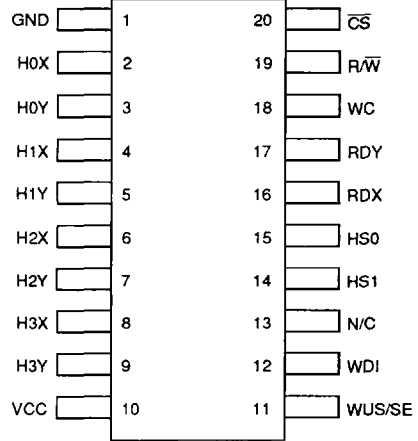 GND 1 20 C̅S̅
H0X 2 19 R/W̅
H0Y 3 18 WC
H1X 4 17 RDY
H1Y 5 16 RDX
H2X 6 15 HS0
H2Y 7 14 HS1
H3X 8 13 N/C
H3Y 9 12 WDI
VCC 10 11 WUS/SE